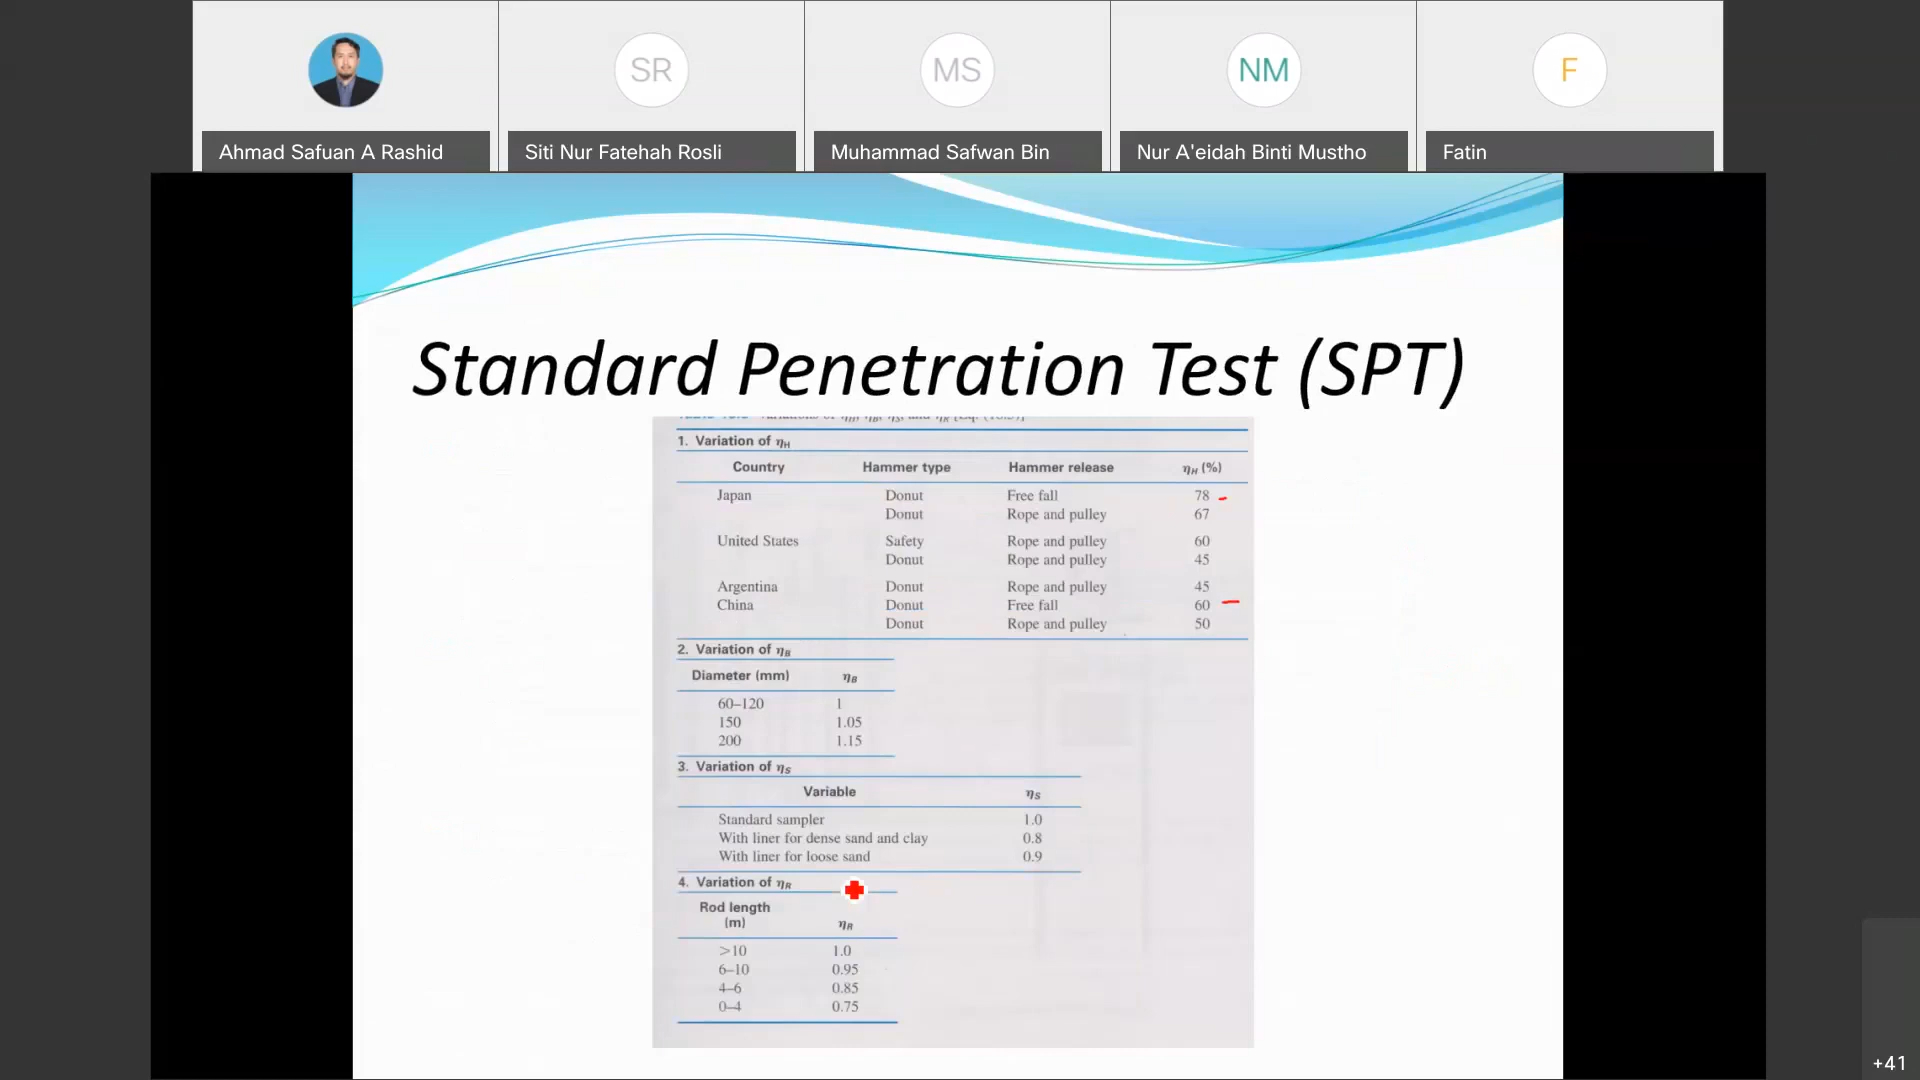 SR
MS
NM
F
Ahmad Safuan A Rashid
Siti Nur Fatehah Rosli
Muhammad Safwan Bin
Nur A'eidah Binti Mustho
Fatin
Standard Penetration Test (SPT)
1. Variation of ηH
Country Hammer type Hammer release ηH (%)
Japan Donut Free fall 78
Donut Rope and pulley 67
United States Safety Rope and pulley 60
Donut Rope and pulley 45
Argentina Donut Rope and pulley 45
China Donut Free fall 60
Donut Rope and pulley 50
2. Variation of ηB
Diameter (mm) ηB
60–120 1
150 1.05
200 1.15
3. Variation of ηS
Variable ηS
Standard sampler 1.0
With liner for dense sand and clay 0.8
With liner for loose sand 0.9
4. Variation of ηR
Rod length
(m) ηR
>10 1.0
6–10 0.95
4–6 0.85
0–4 0.75
+41